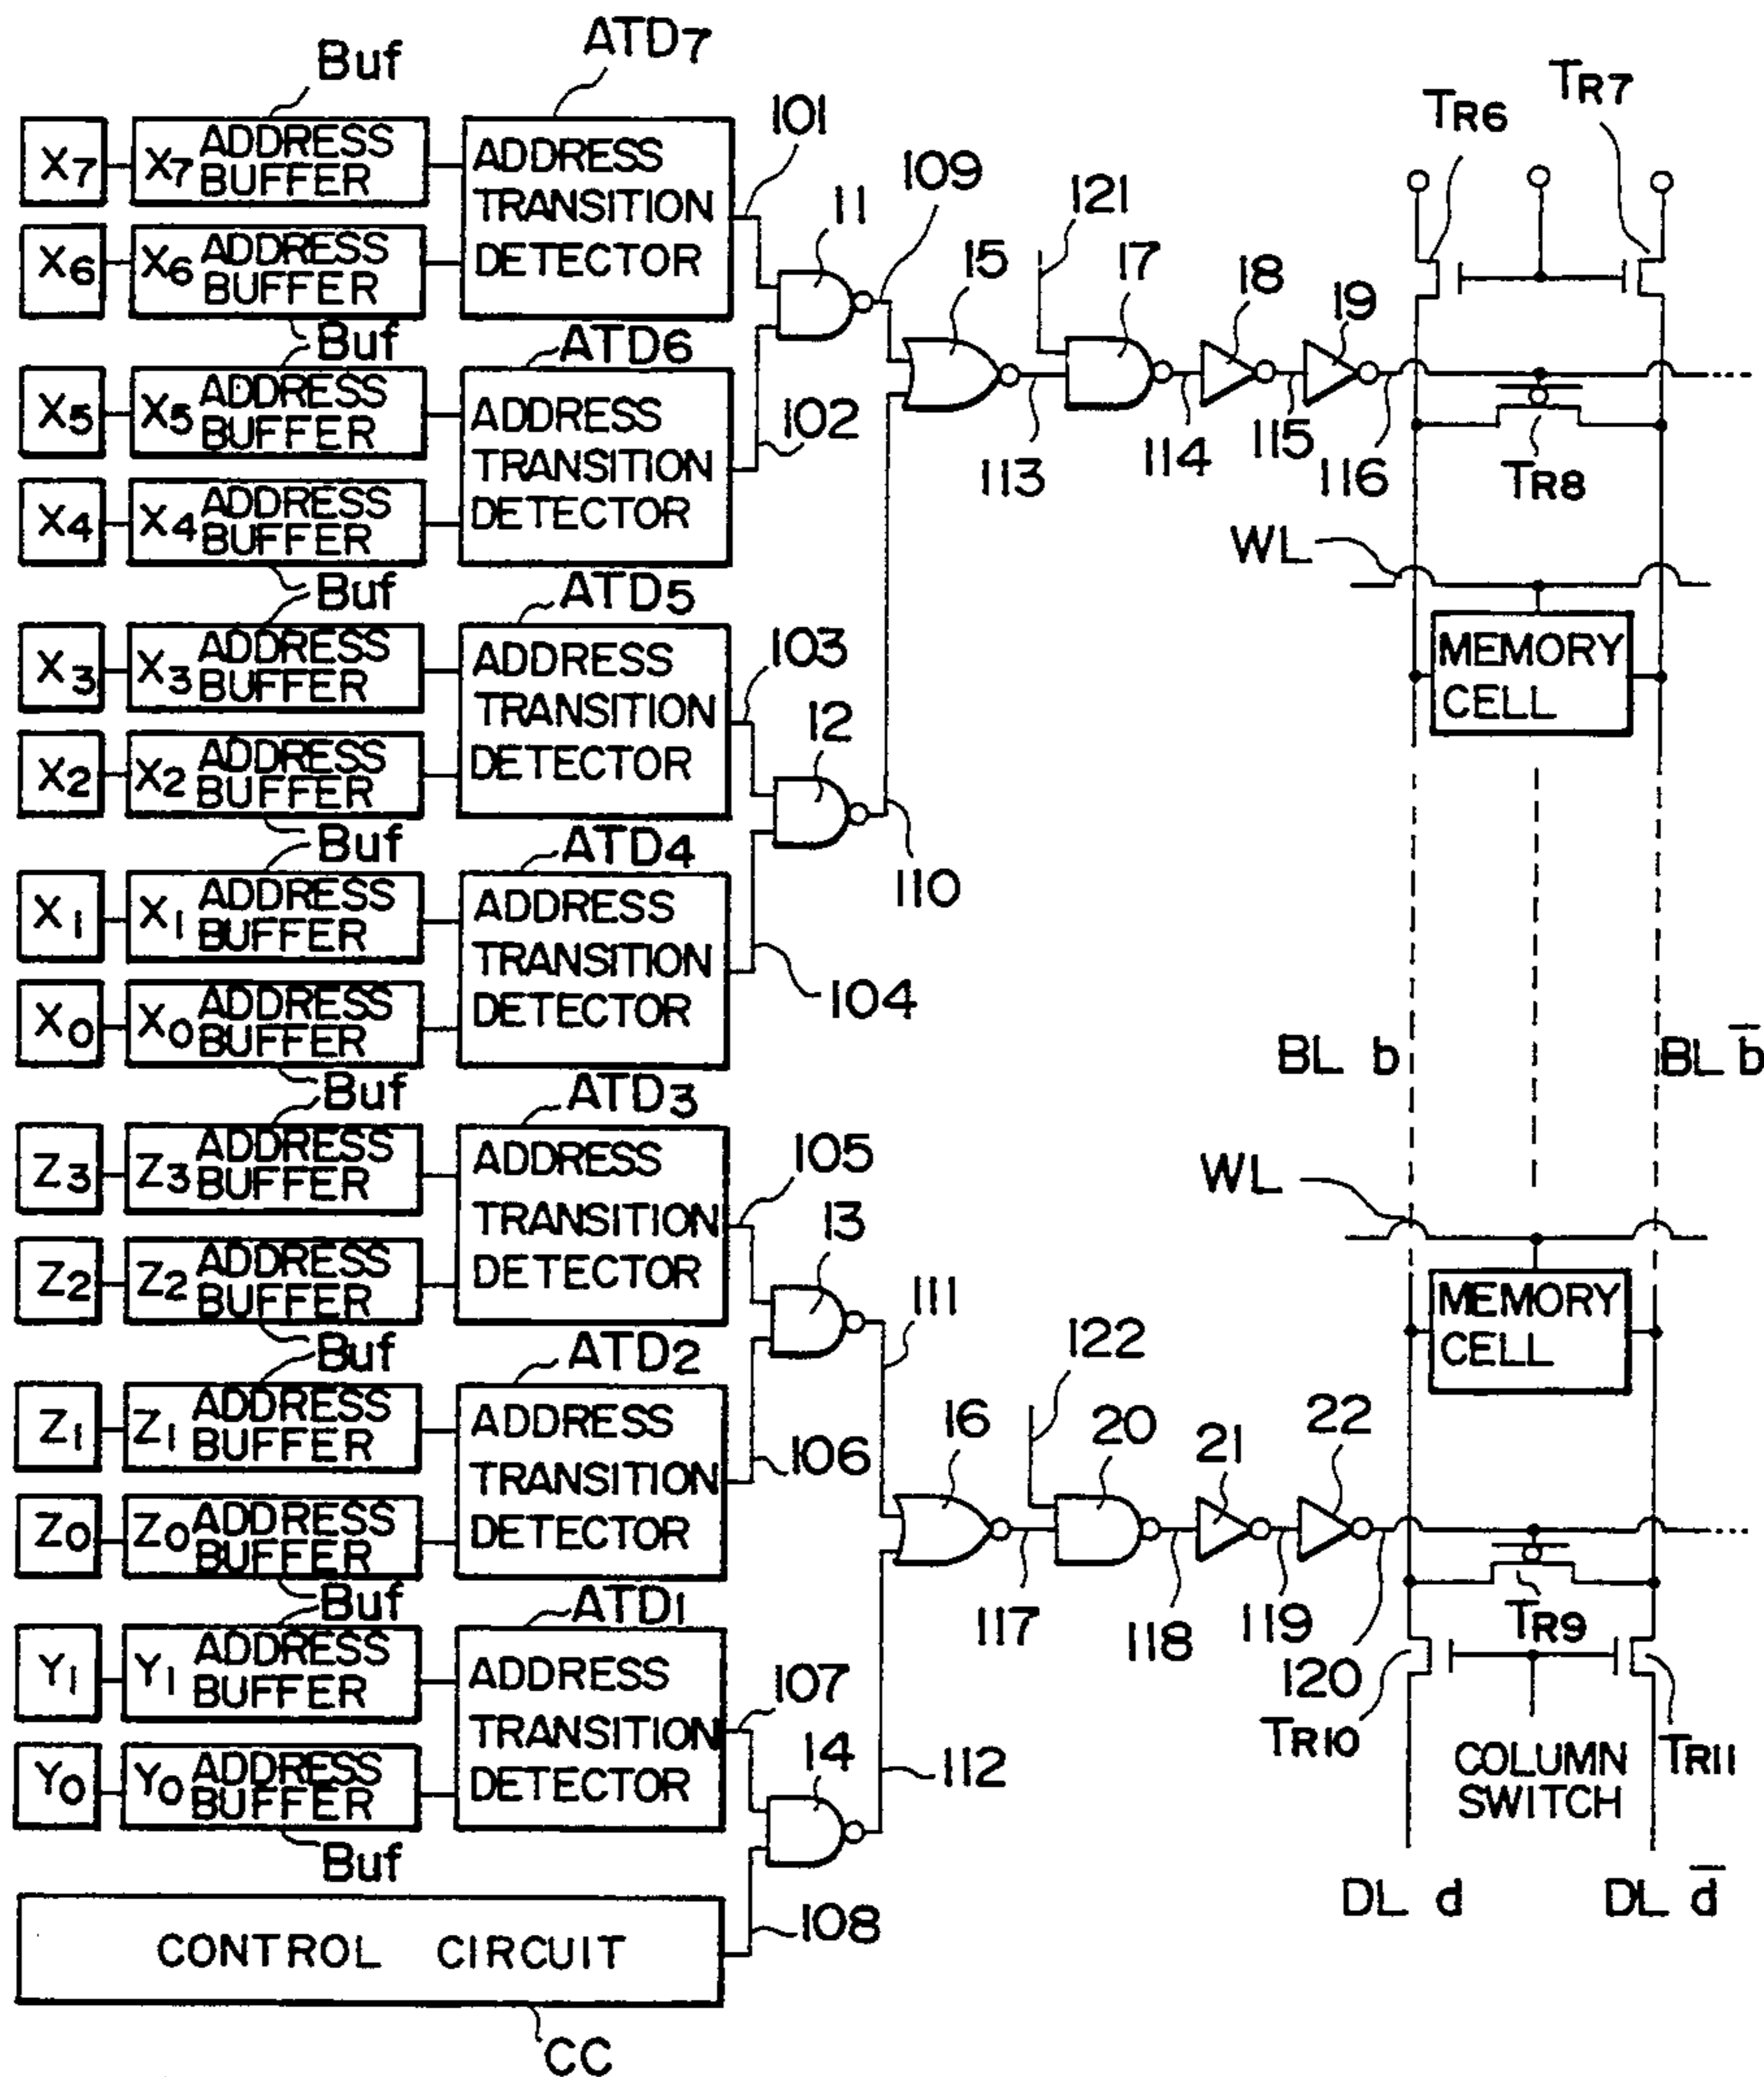 Buf
ATD7
X7
X7 ADDRESS BUFFER
ADDRESS TRANSITION DETECTOR
101
X6
X6 ADDRESS BUFFER
Buf
11
109
ATD6
X5
X5 ADDRESS BUFFER
ADDRESS TRANSITION DETECTOR
102
X4
X4 ADDRESS BUFFER
Buf
15
113
121
17
114
18
115
19
116
TR6
TR7
TR8
WL
MEMORY CELL
ATD5
X3
X3 ADDRESS BUFFER
ADDRESS TRANSITION DETECTOR
103
X2
X2 ADDRESS BUFFER
Buf
12
110
ATD4
X1
X1 ADDRESS BUFFER
ADDRESS TRANSITION DETECTOR
104
X0
X0 ADDRESS BUFFER
Buf
BL b
BL b̅
ATD3
Z3
Z3 ADDRESS BUFFER
ADDRESS TRANSITION DETECTOR
105
Z2
Z2 ADDRESS BUFFER
Buf
13
111
WL
MEMORY CELL
ATD2
Z1
Z1 ADDRESS BUFFER
ADDRESS TRANSITION DETECTOR
106
Z0
Z0 ADDRESS BUFFER
Buf
16
117
122
20
118
21
119
22
120
TR9
TR10
TR11
COLUMN SWITCH
ATD1
Y1
Y1 ADDRESS BUFFER
ADDRESS TRANSITION DETECTOR
107
Y0
Y0 ADDRESS BUFFER
Buf
14
112
DL d
DL d̅
CONTROL CIRCUIT
108
CC